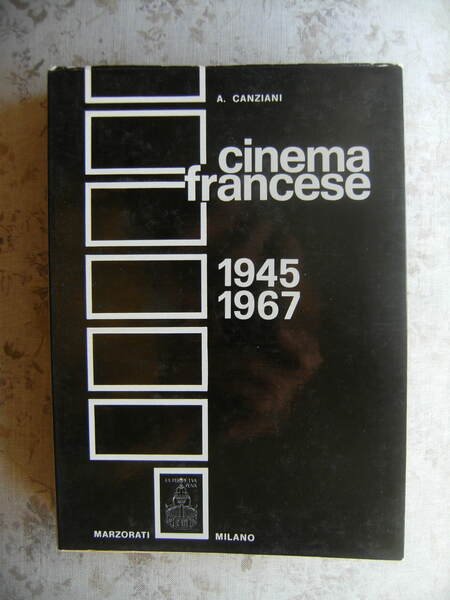 A. CANZIANI
cinema
francese
1945
1967
MARZORATI MILANO